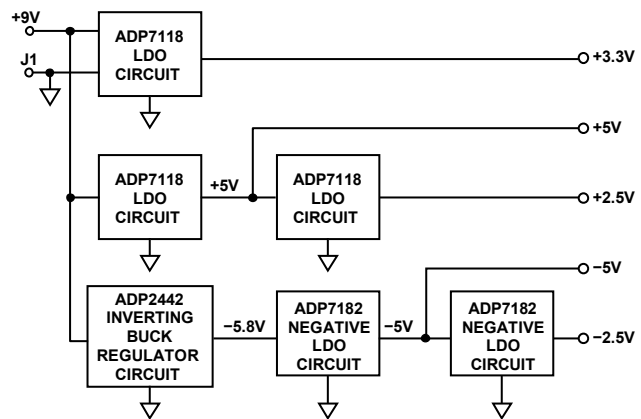 +9V
J1
ADP7118
LDO
CIRCUIT
+3.3V
+5V
ADP7118
LDO
CIRCUIT
+5V
ADP7118
LDO
CIRCUIT
+2.5V
−5V
ADP2442
INVERTING
BUCK
REGULATOR
CIRCUIT
−5.8V
ADP7182
NEGATIVE
LDO
CIRCUIT
−5V
ADP7182
NEGATIVE
LDO
CIRCUIT
−2.5V